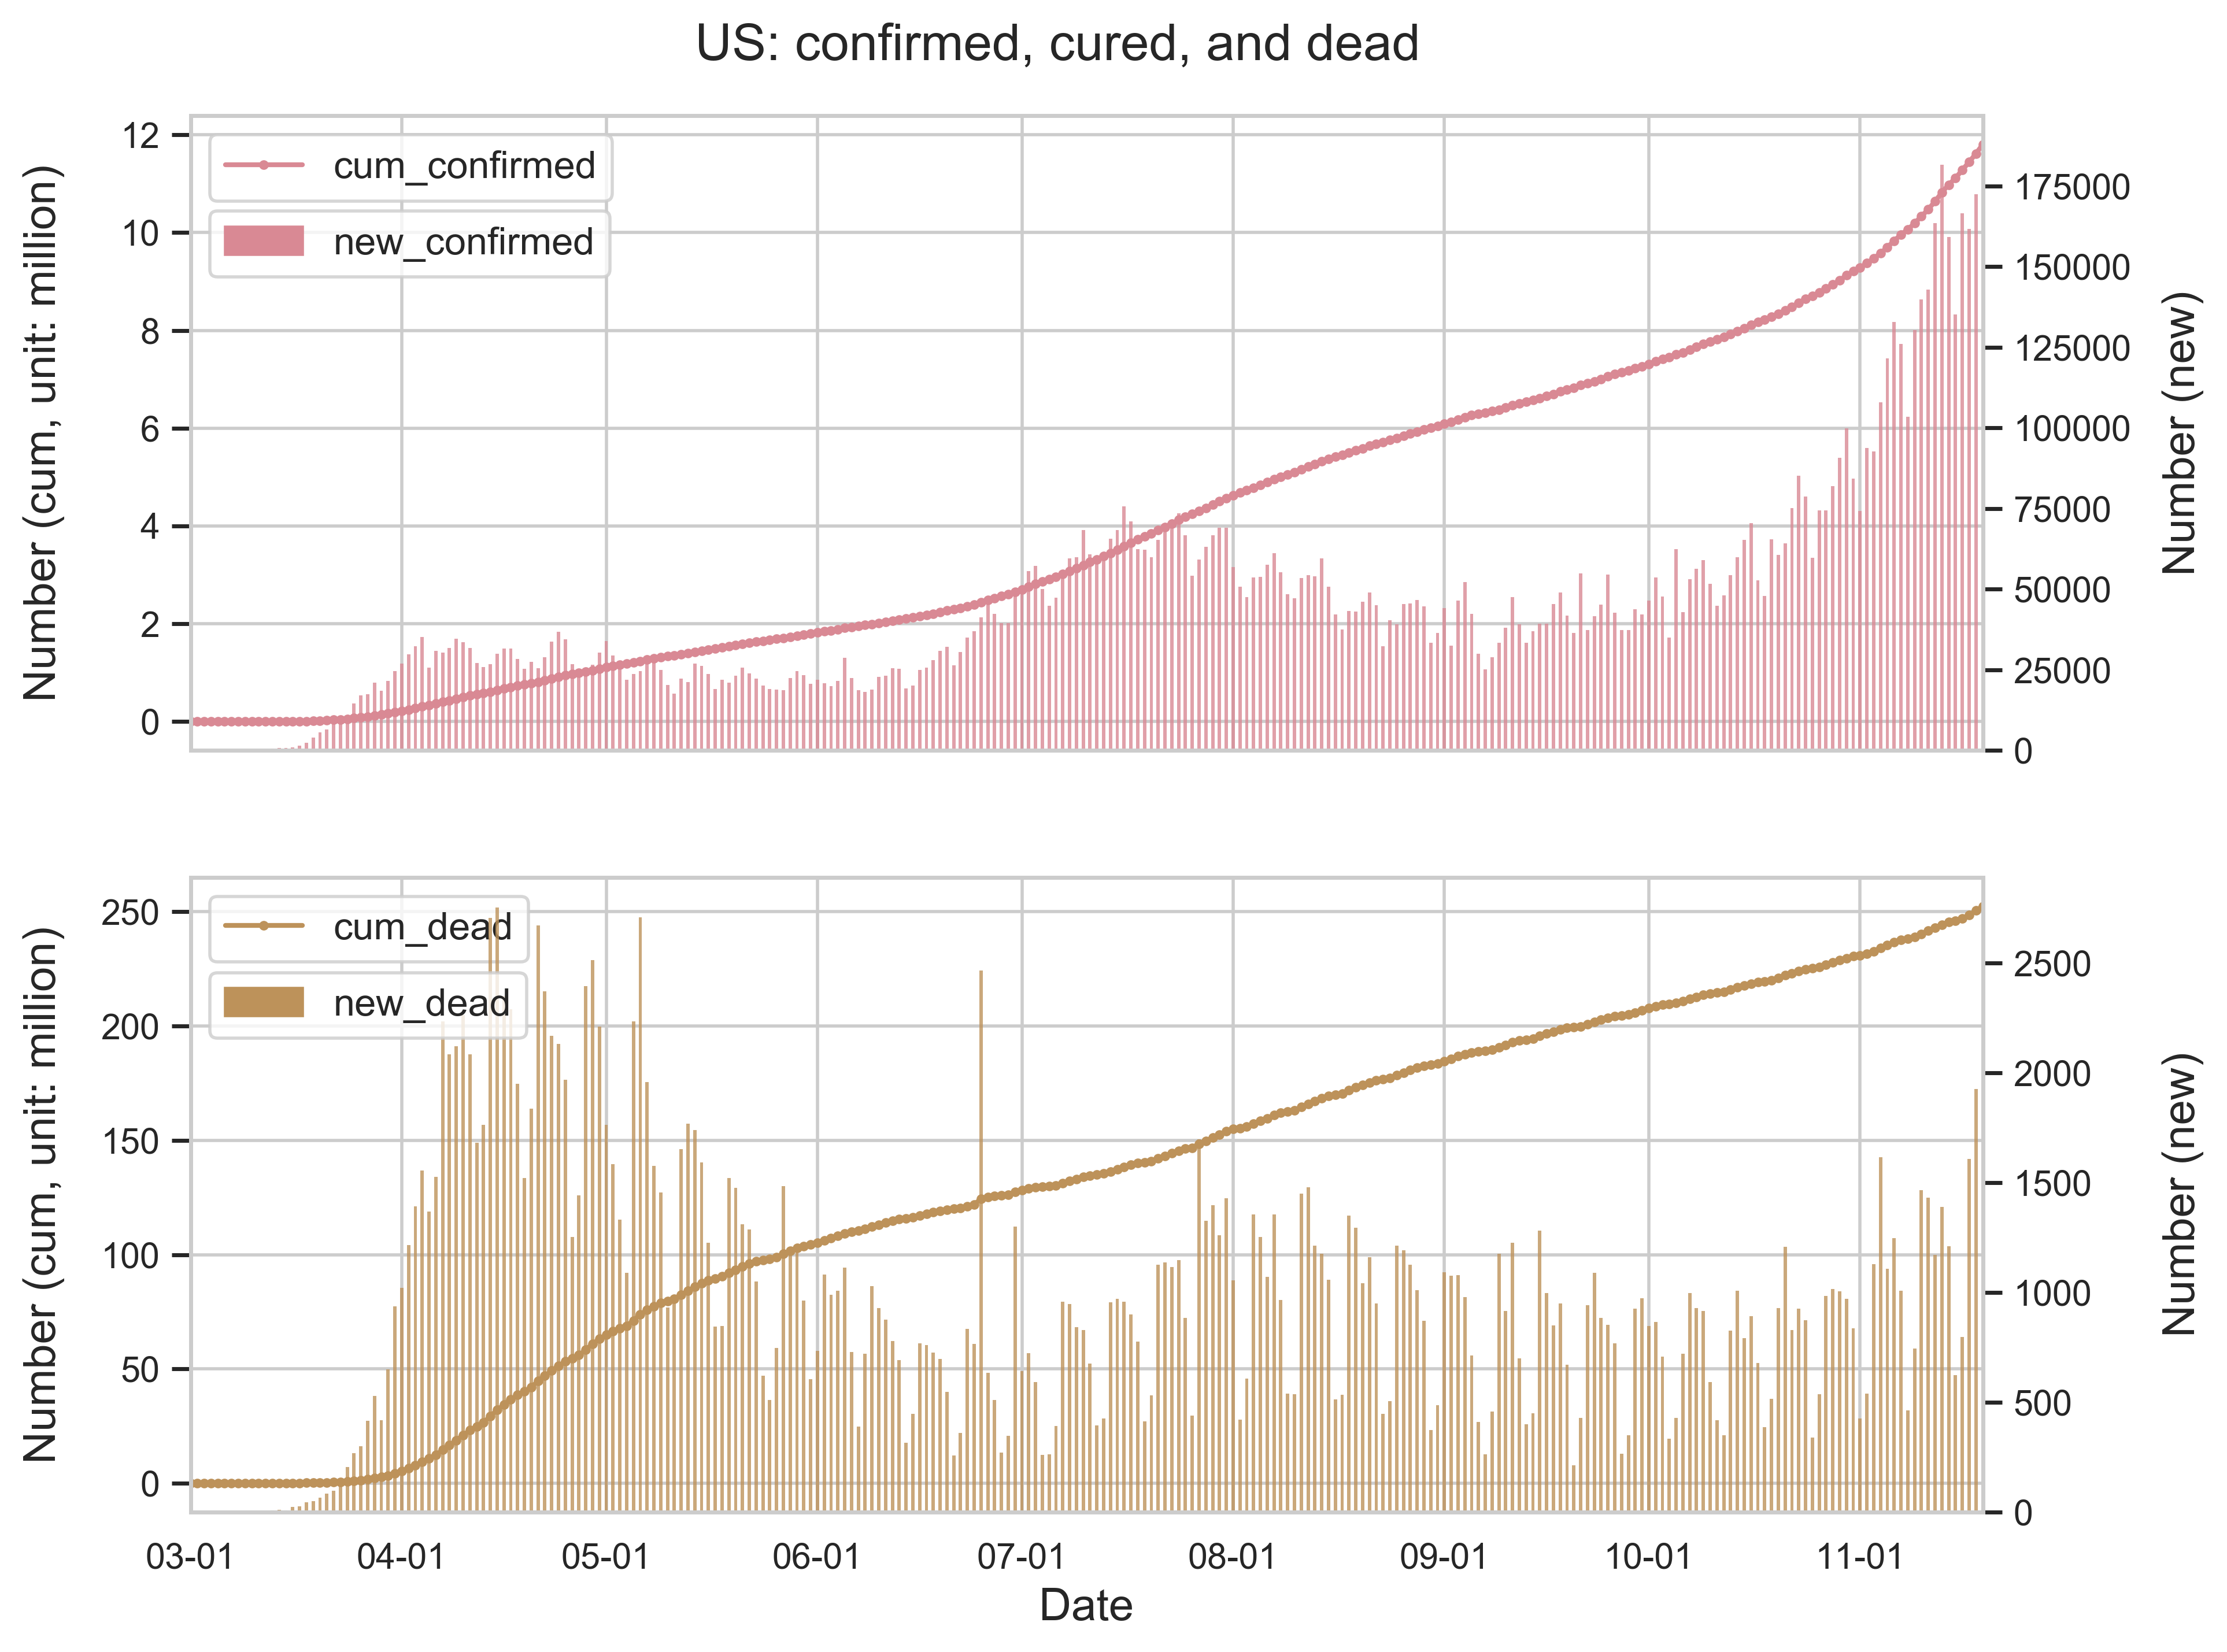 US: confirmed, cured, and dead
12
10
8
6
4
2
0
Number (cum, unit: million)
cum_confirmed
new_confirmed
175000
150000
125000
100000
75000
50000
25000
0
Number (new)
250
200
150
100
50
0
Number (cum, unit: million)
cum_dead
new_dead
2500
2000
1500
1000
500
0
Number (new)
03-01 04-01 05-01 06-01 07-01 08-01 09-01 10-01 11-01
Date